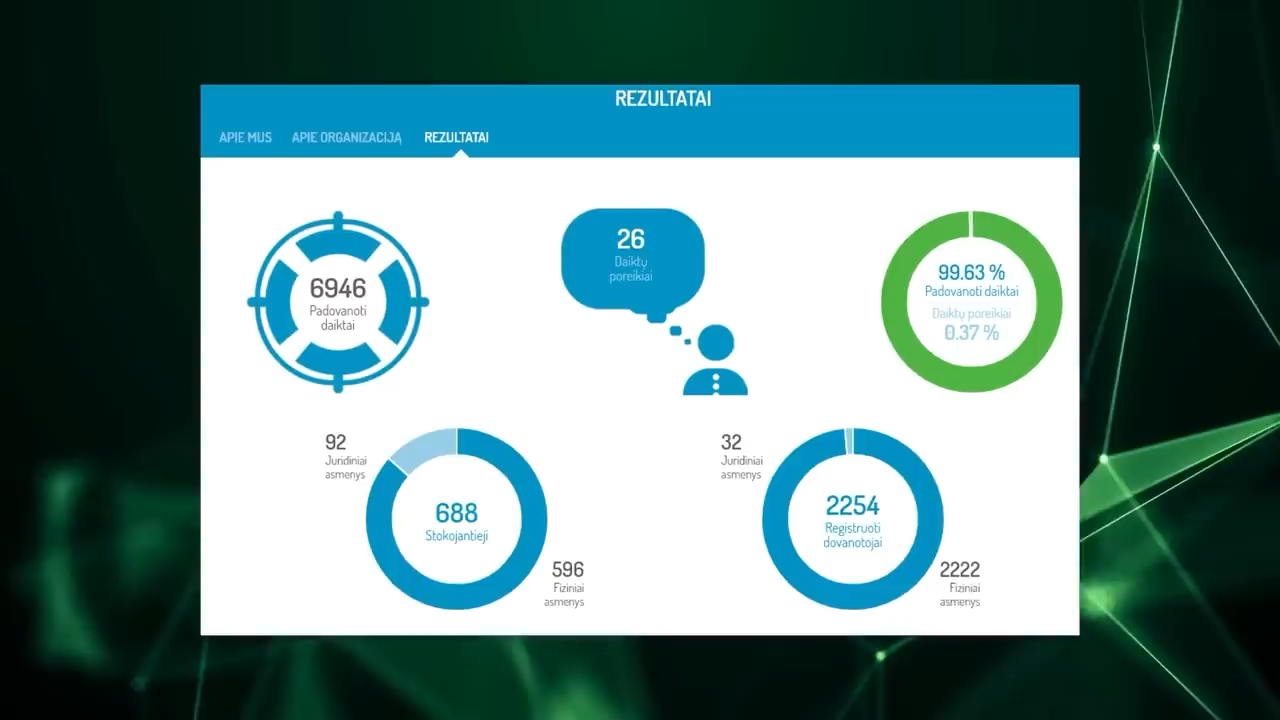 REZULTATAI
APIE MUS
APIE ORGANIZACIJĄ
REZULTATAI
6946
Padovanoti
daiktai
26
Daiktų
poreikiai
99.63 %
Padovanoti daiktai
Daiktų poreikiai
0.37 %
92
Juridiniai
asmenys
688
Stokojantieji
596
Fiziniai
asmenys
32
Juridiniai
asmenys
2254
Registruoti
dovanotojai
2222
Fiziniai
asmenys